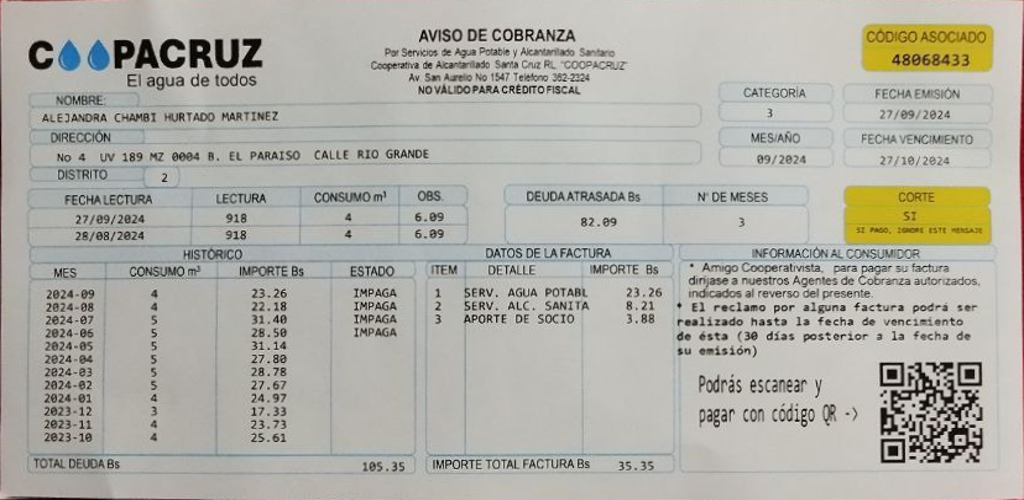 COOPACRUZ
El agua de todos
AVISO DE COBRANZA
Por Servicios de Agua Potable y Alcantarillado Sanitario
Cooperativa de Alcantarillado Santa Cruz RL "COOPACRUZ"
Av. San Aurelio No 1547 Telefono 362-2324
NO VÁLIDO PARA CRÉDITO FISCAL
CÓDIGO ASOCIADO
48068433
NOMBRE:
ALEJANDRA CHAMBI HURTADO MARTINEZ
CATEGORÍA
3
FECHA EMISIÓN
27/09/2024
DIRECCIÓN
No 4 UV 189 MZ 0004 B. EL PARAISO CALLE RIO GRANDE
MES/AÑO
09/2024
FECHA VENCIMIENTO
27/10/2024
DISTRITO 2
FECHA LECTURA LECTURA CONSUMO m³ OBS.
27/09/2024 918 4 6.09
28/08/2024 918 4 6.09
DEUDA ATRASADA Bs N° DE MESES
82.09 3
CORTE
SI
SI PAGO, IGNORE ESTE MENSAJE
HISTÓRICO
MES CONSUMO m³ IMPORTE Bs ESTADO
2024-09 4 23.26 IMPAGA
2024-08 4 22.18 IMPAGA
2024-07 5 31.40 IMPAGA
2024-06 5 28.50 IMPAGA
2024-05 5 31.14
2024-04 5 27.80
2024-03 5 28.78
2024-02 5 27.67
2024-01 4 24.97
2023-12 3 17.33
2023-11 4 23.73
2023-10 4 25.61
TOTAL DEUDA Bs 105.35
DATOS DE LA FACTURA
ITEM DETALLE IMPORTE Bs
1 SERV. AGUA POTABL 23.26
2 SERV. ALC. SANITA 8.21
3 APORTE DE SOCIO 3.88
IMPORTE TOTAL FACTURA Bs 35.35
INFORMACIÓN AL CONSUMIDOR
* Amigo Cooperativista, para pagar su factura
dirijase a nuestros Agentes de Cobranza autorizados,
indicados al reverso del presente.
* El reclamo por alguna factura podrá ser
realizado hasta la fecha de vencimiento
de ésta (30 días posterior a la fecha de
su emisión)
Podrás escanear y
pagar con código QR ->